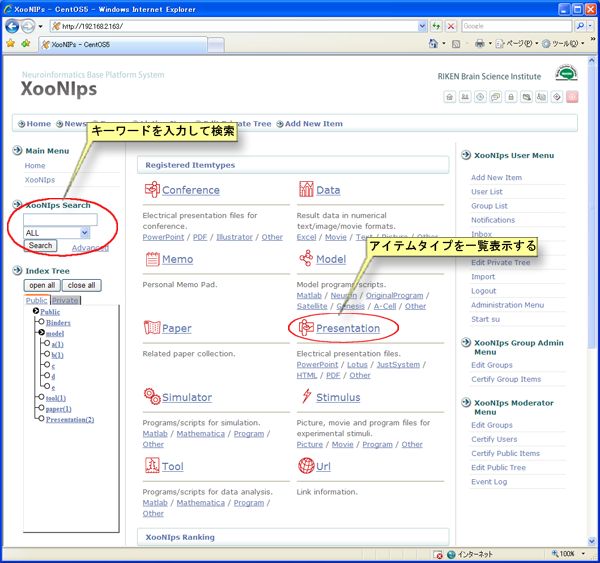 XooNIps - CentOS5 - Windows Internet Explorer
http://192.168.2.163/
Google
XooNIps - CentOS5
ページ(P)
ツール(O)
Neuroinformatics Base Platform System
XooNIps
RIKEN Brain Science Institute
Home
News
Private Tree
Add New Item
キーワードを入力して検索
Main Menu
Home
XooNIps
XooNIps Search
ALL
Search
Advanced
Index Tree
open all
close all
Public
Private
Public
Binders
model
a(1)
b(1)
c
d
e
tool(1)
paper(1)
Presentation(2)
Registered Itemtypes
Conference
Electrical presentation files for
conference.
PowerPoint / PDF / Illustrator / Other
Data
Result data in numerical
text/image/movie formats.
Excel / Movie / Text / Picture / Other
アイテムタイプを一覧表示する
Memo
Personal Memo Pad.
Model
Model programs/scripts.
Matlab / Neuron / OriginalProgram /
Satellite / Genesis / A-Cell / Other
Paper
Related paper collection.
Presentation
Electrical presentation files.
PowerPoint / Lotus / JustSystem /
HTML / PDF / Other
Simulator
Programs/scripts for simulation.
Matlab / Mathematica / Program /
Other
Stimulus
Picture, movie and program files for
experimental stimuli.
Picture / Movie / Program / Other
Tool
Programs/scripts for data analysis.
Matlab / Mathematica / Program /
Other
Url
Link information.
XooNIps Ranking
XooNIps User Menu
Add New Item
User List
Group List
Notifications
Inbox
Edit Private Tree
Import
Logout
Administration Menu
Start su
XooNIps Group Admin
Menu
Edit Groups
Certify Group Items
XooNIps Moderator
Menu
Edit Groups
Certify Users
Certify Public Items
Edit Public Tree
Event Log
インターネット
100%